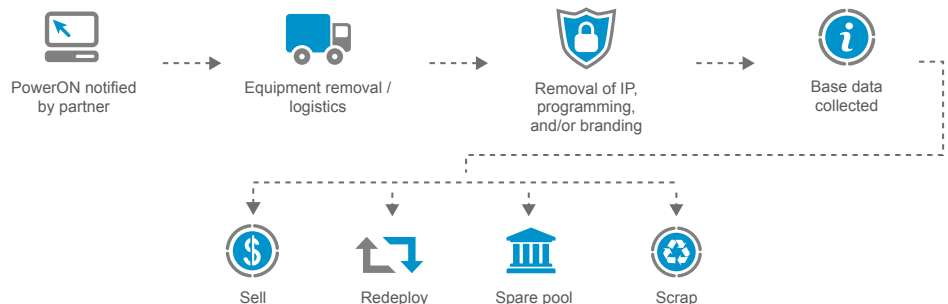 PowerON notified
by partner
Equipment removal /
logistics
Removal of IP,
programming,
and/or branding
Base data
collected
Sell
Redeploy
Spare pool
Scrap